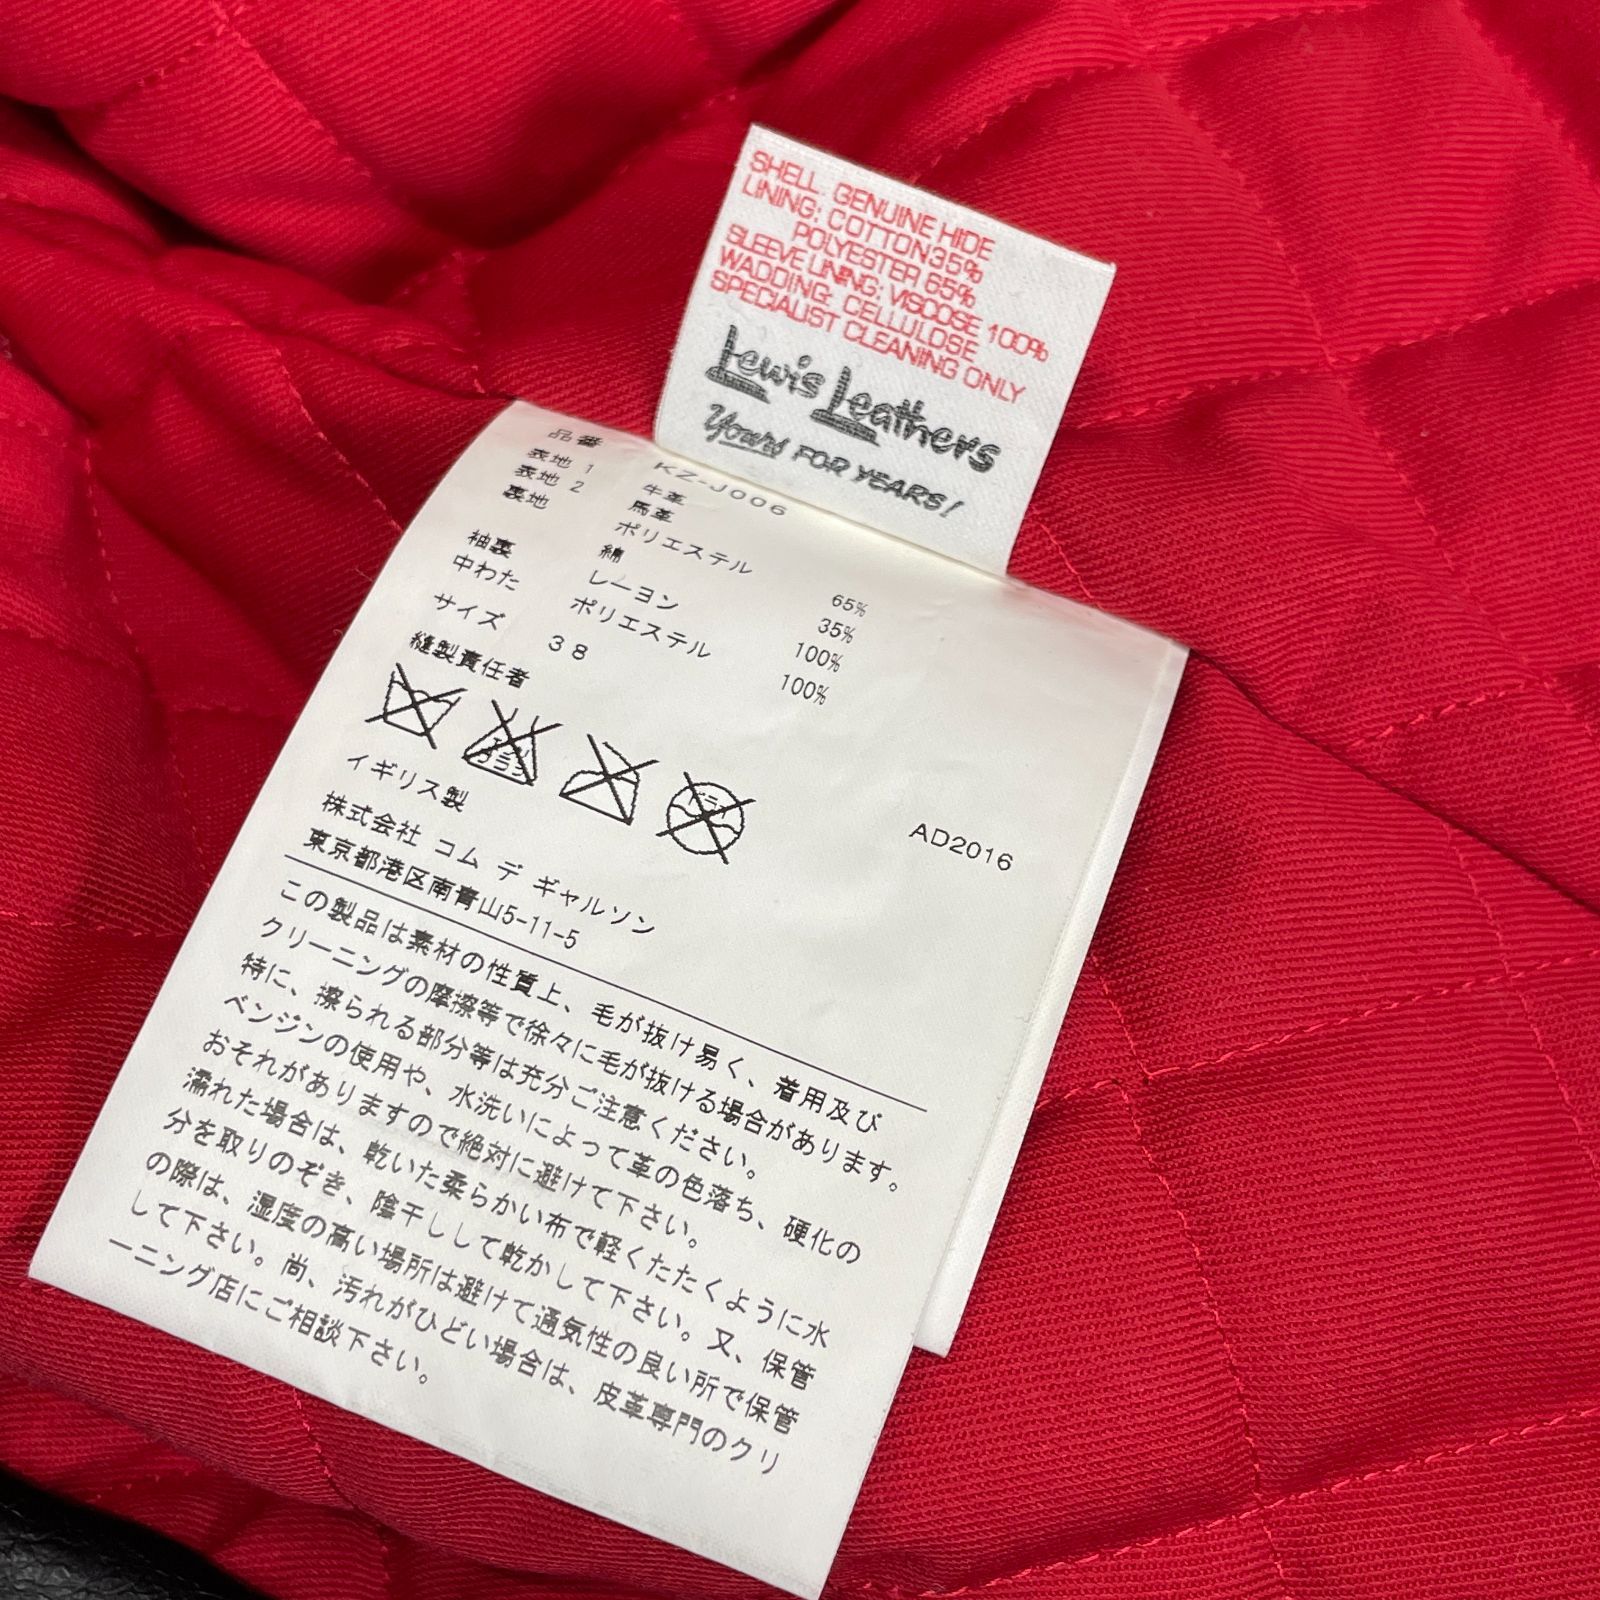 SHELL. GENUINE HIDE
LINING: COTTON35%
POLYESTER 65%
SLEEVE LINING: VISCOSE 100%
WADDING: CELLULOSE
SPECIALIST CLEANING ONLY
Lewis Leathers
Yours FOR YEARS!
品番 KZ-J006
表地 1 牛革
表地 2 馬革
裏地 ポリエステル 65%
綿 35%
袖裏 レーヨン 100%
中わた ポリエステル 100%
サイズ 38
縫製責任者
エンソ
サラシ
ドライ
イギリス製
AD2016
株式会社 コム デ ギャルソン
東京都港区南青山5-11-5
この製品は素材の性質上、毛が抜け易く、着用及び
クリーニングの摩擦等で徐々に毛が抜ける場合があります。
特に、擦られる部分等は充分ご注意ください。
ベンジンの使用や、水洗いによって革の色落ち、硬化の
おそれがありますので絶対に避けて下さい。
濡れた場合は、乾いた柔らかい布で軽くたたくように水
分を取りのぞき、陰干しして乾かして下さい。又、保管
の際は、湿度の高い場所は避けて通気性の良い所で保管
して下さい。尚、汚れがひどい場合は、皮革専門のクリ
ーニング店にご相談下さい。